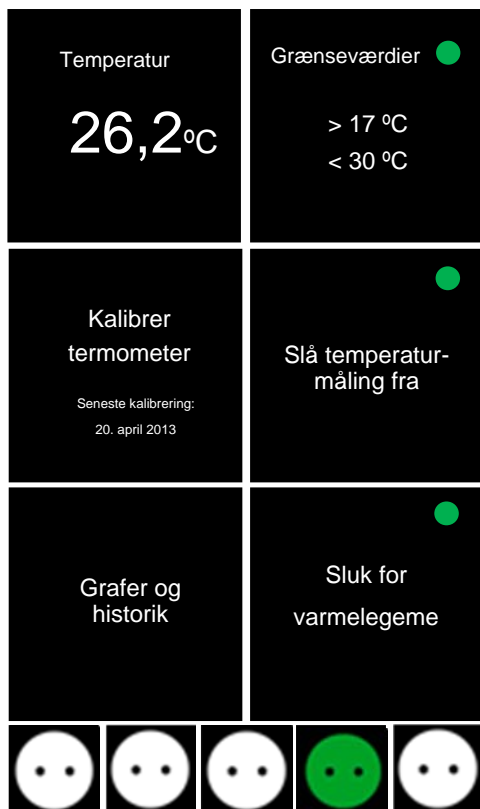 Temperatur
26,2ºC
Grænseværdier
> 17 ºC
< 30 ºC
Kalibrer
termometer
Seneste kalibrering:
20. april 2013
Slå temperatur-
måling fra
Grafer og
historik
Sluk for
varmelegeme